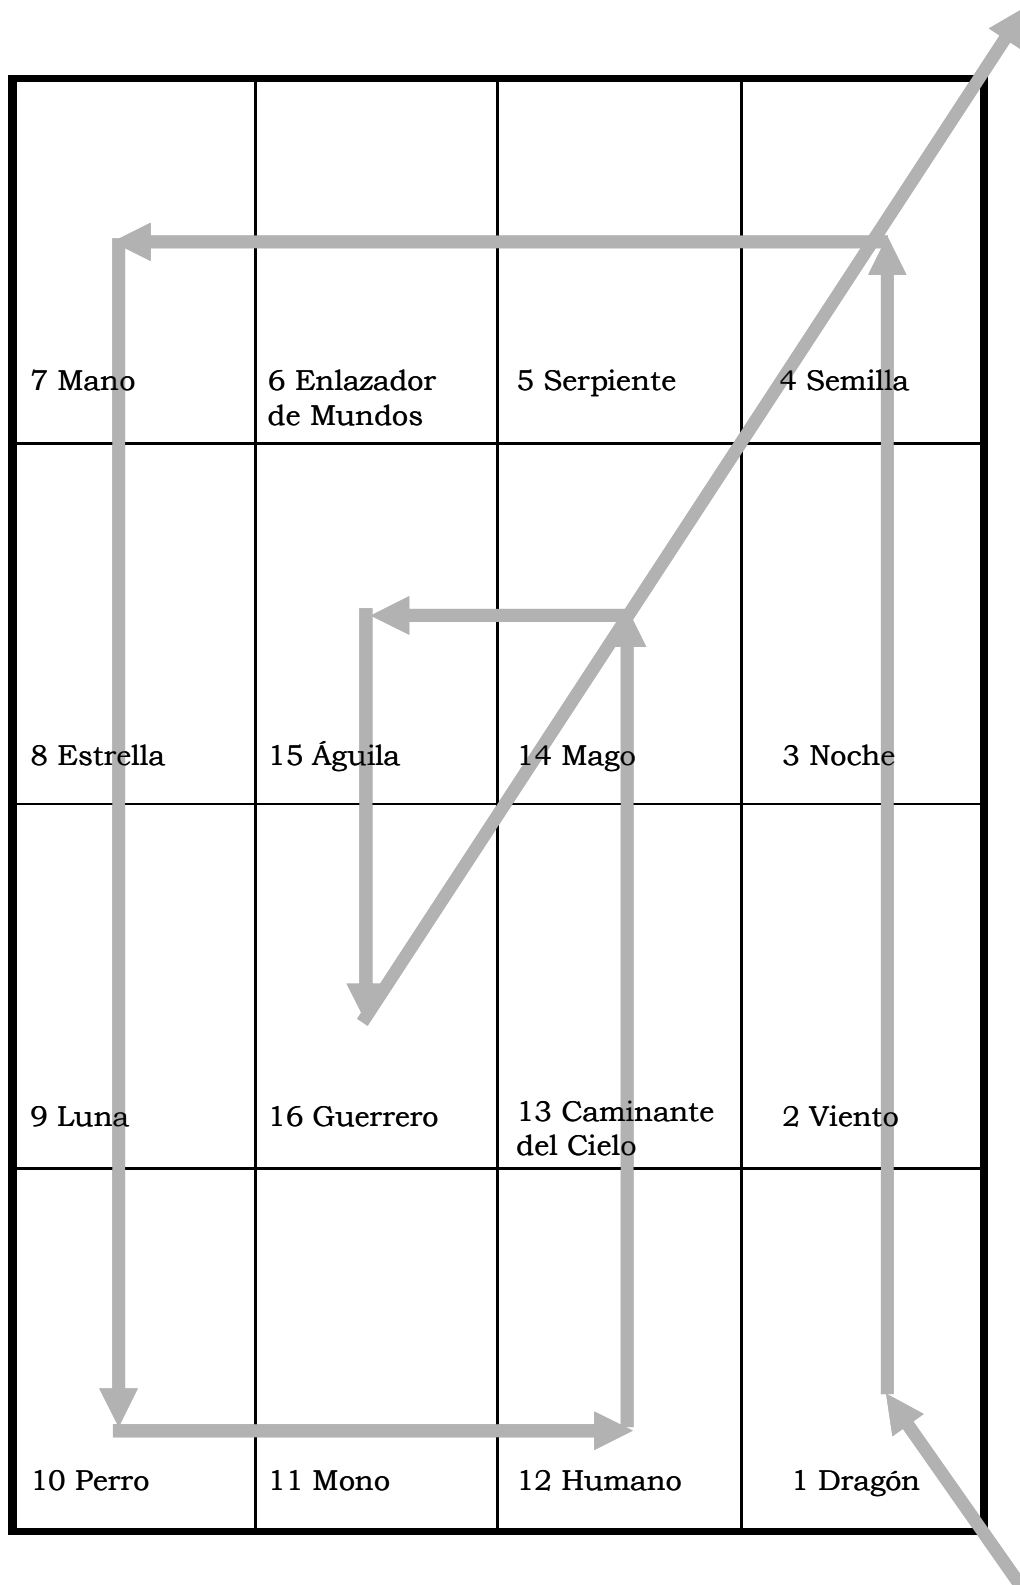 7 Mano
6 Enlazador
de Mundos
5 Serpiente
4 Semilla
8 Estrella
15 Águila
14 Mago
3 Noche
9 Luna
16 Guerrero
13 Caminante
del Cielo
2 Viento
10 Perro
11 Mono
12 Humano
1 Dragón